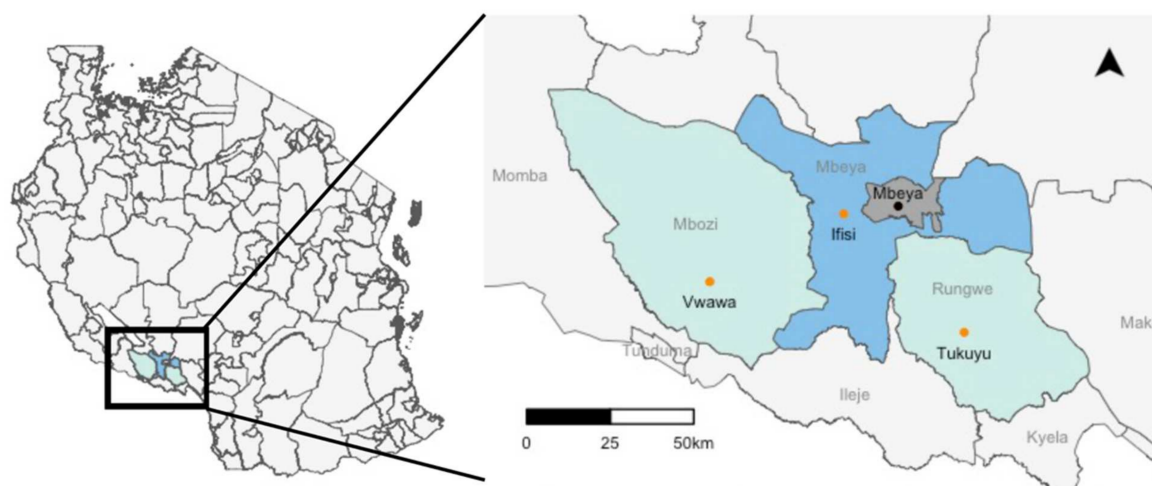 Momba
Mbeya
Mbeya
Mbozi
Ifisi
Vwawa
Rungwe
Tukuyu
Mak
Tunduma
Ileje
Kyela
0 25 50km